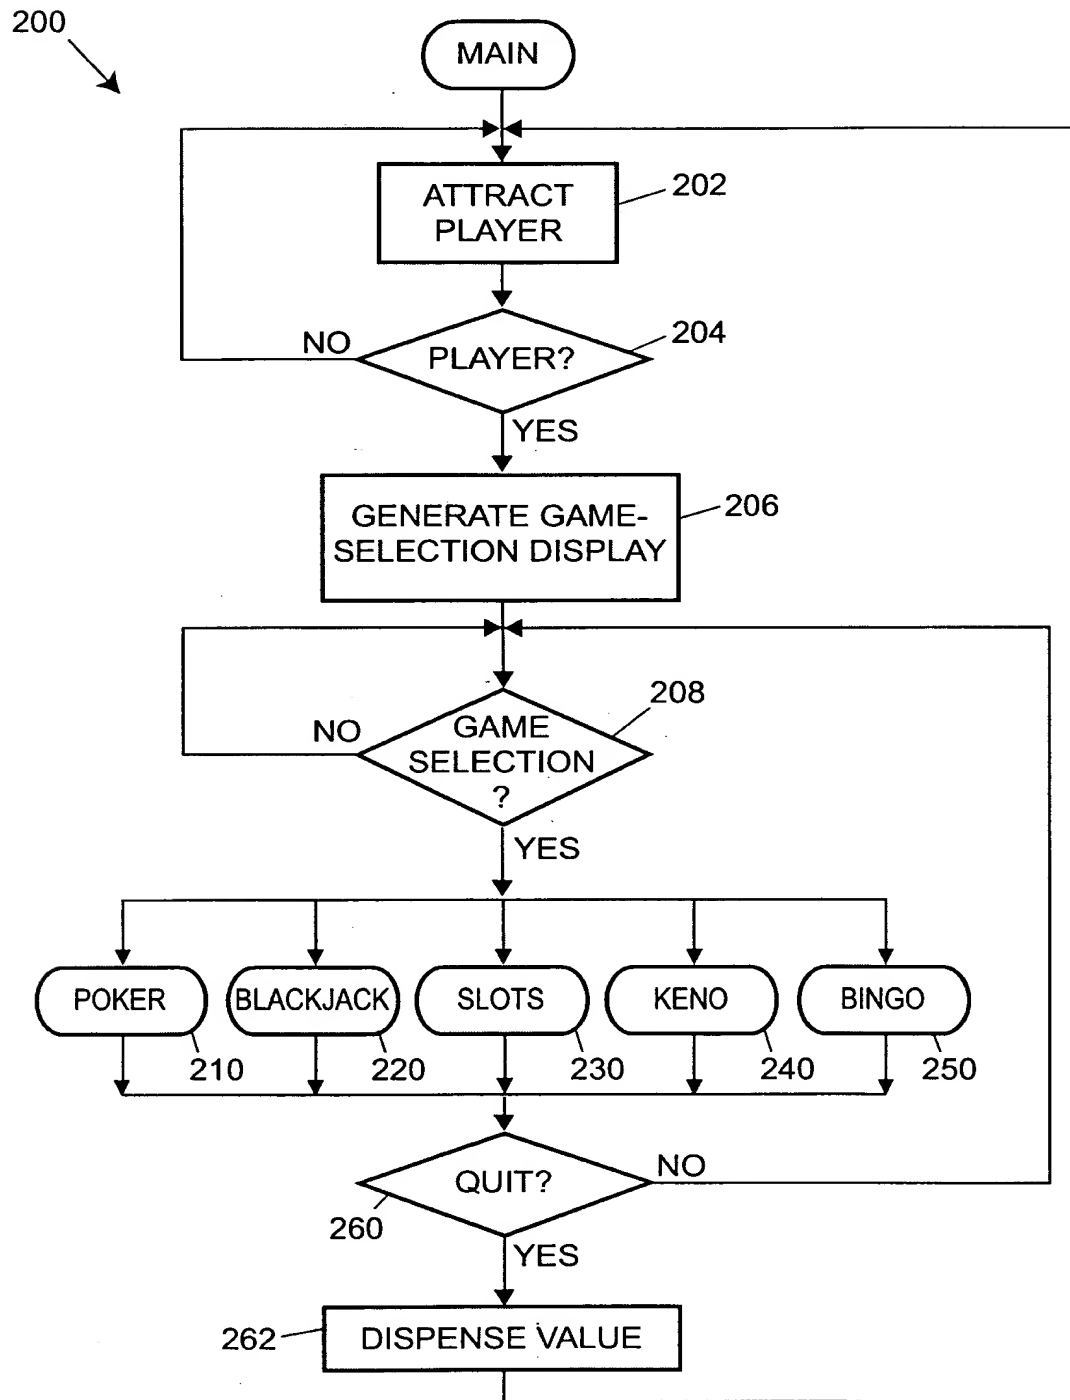 200
MAIN
ATTRACT
PLAYER
202
PLAYER?
204
NO
YES
GENERATE GAME-
SELECTION DISPLAY
206
GAME
SELECTION
?
208
NO
YES
POKER
BLACKJACK
SLOTS
KENO
BINGO
210
220
230
240
250
QUIT?
NO
260
YES
262
DISPENSE VALUE